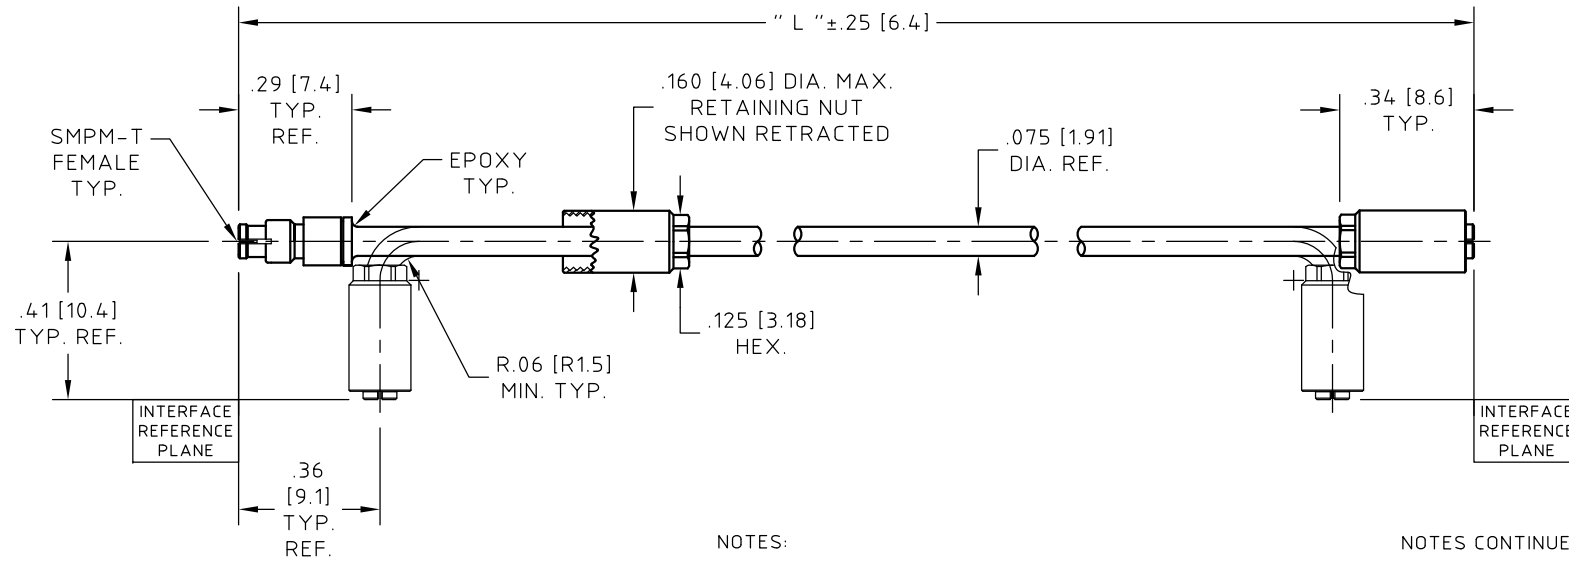 " L "±.25 [6.4]
.29 [7.4]
TYP.
REF.
.160 [4.06] DIA. MAX.
RETAINING NUT
SHOWN RETRACTED
.34 [8.6]
TYP.
SMPM-T
FEMALE
TYP.
EPOXY
TYP.
.075 [1.91]
DIA. REF.
.41 [10.4]
TYP. REF.
.125 [3.18]
HEX.
R.06 [R1.5]
MIN. TYP.
INTERFACE
REFERENCE
PLANE
INTERFACE
REFERENCE
PLANE
.36
[9.1]
TYP.
REF.
NOTES:
NOTES CONTINUE